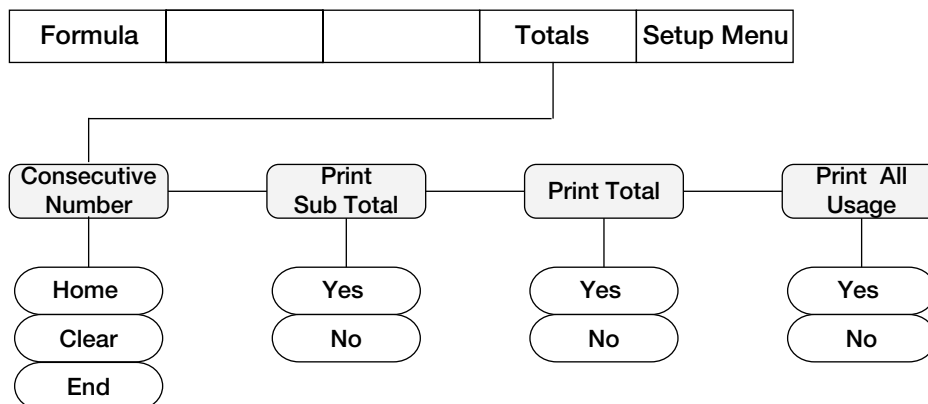 Formula
Totals
Setup Menu
Consecutive
Number
Print
Sub Total
Print Total
Print All
Usage
Home
Clear
End
Yes
No
Yes
No
Yes
No